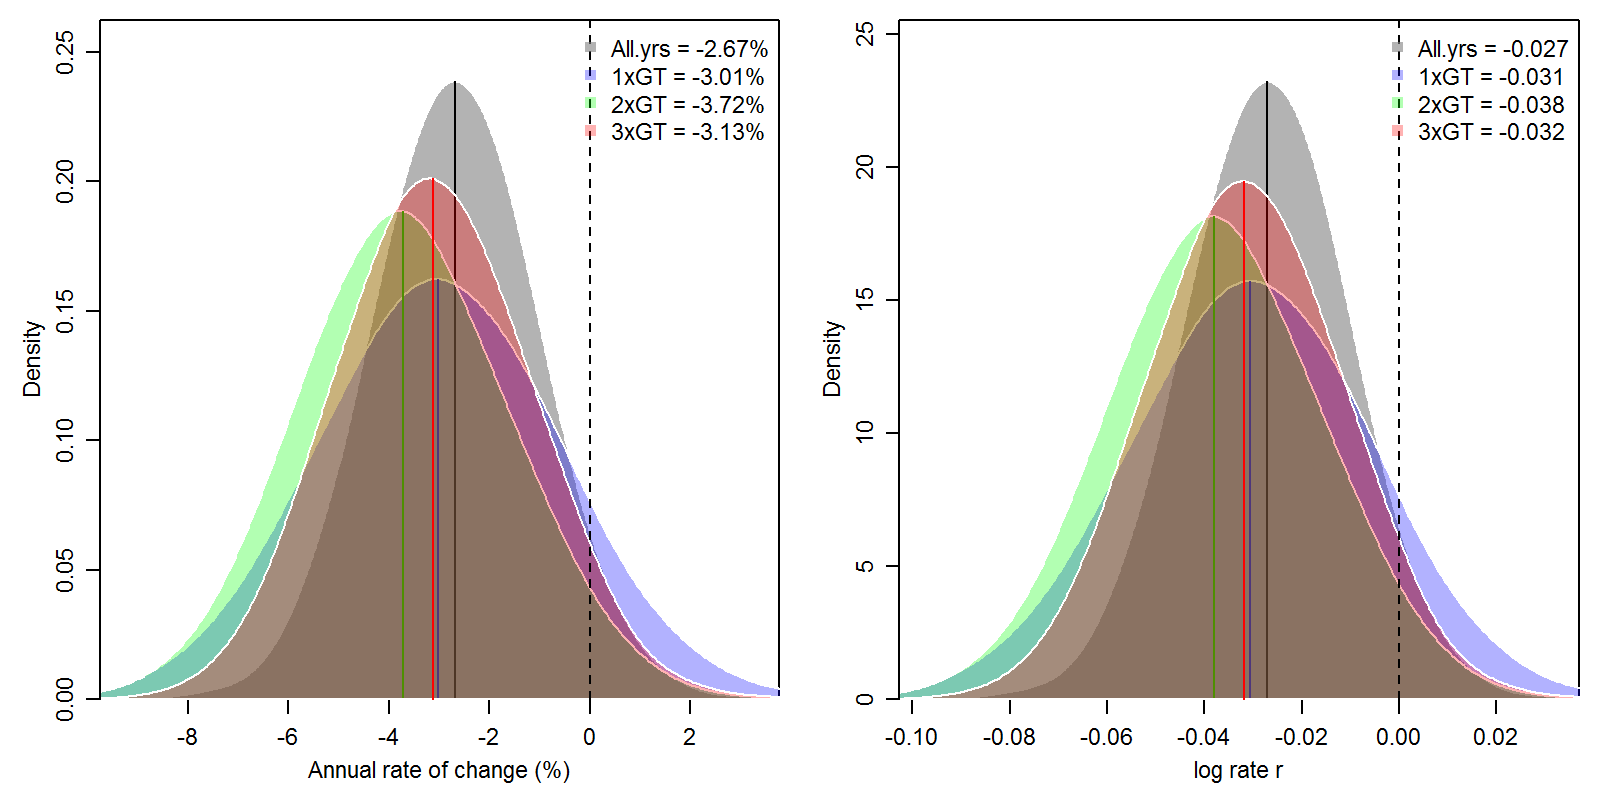 All.yrs = -2.67%
1xGT = -3.01%
2xGT = -3.72%
3xGT = -3.13%
0.25
0.20
0.15
0.10
0.05
0.00
Density
-8 -6 -4 -2 0 2
Annual rate of change (%)
All.yrs = -0.027
1xGT = -0.031
2xGT = -0.038
3xGT = -0.032
25
20
15
10
5
0
Density
-0.10 -0.08 -0.06 -0.04 -0.02 0.00 0.02
log rate r